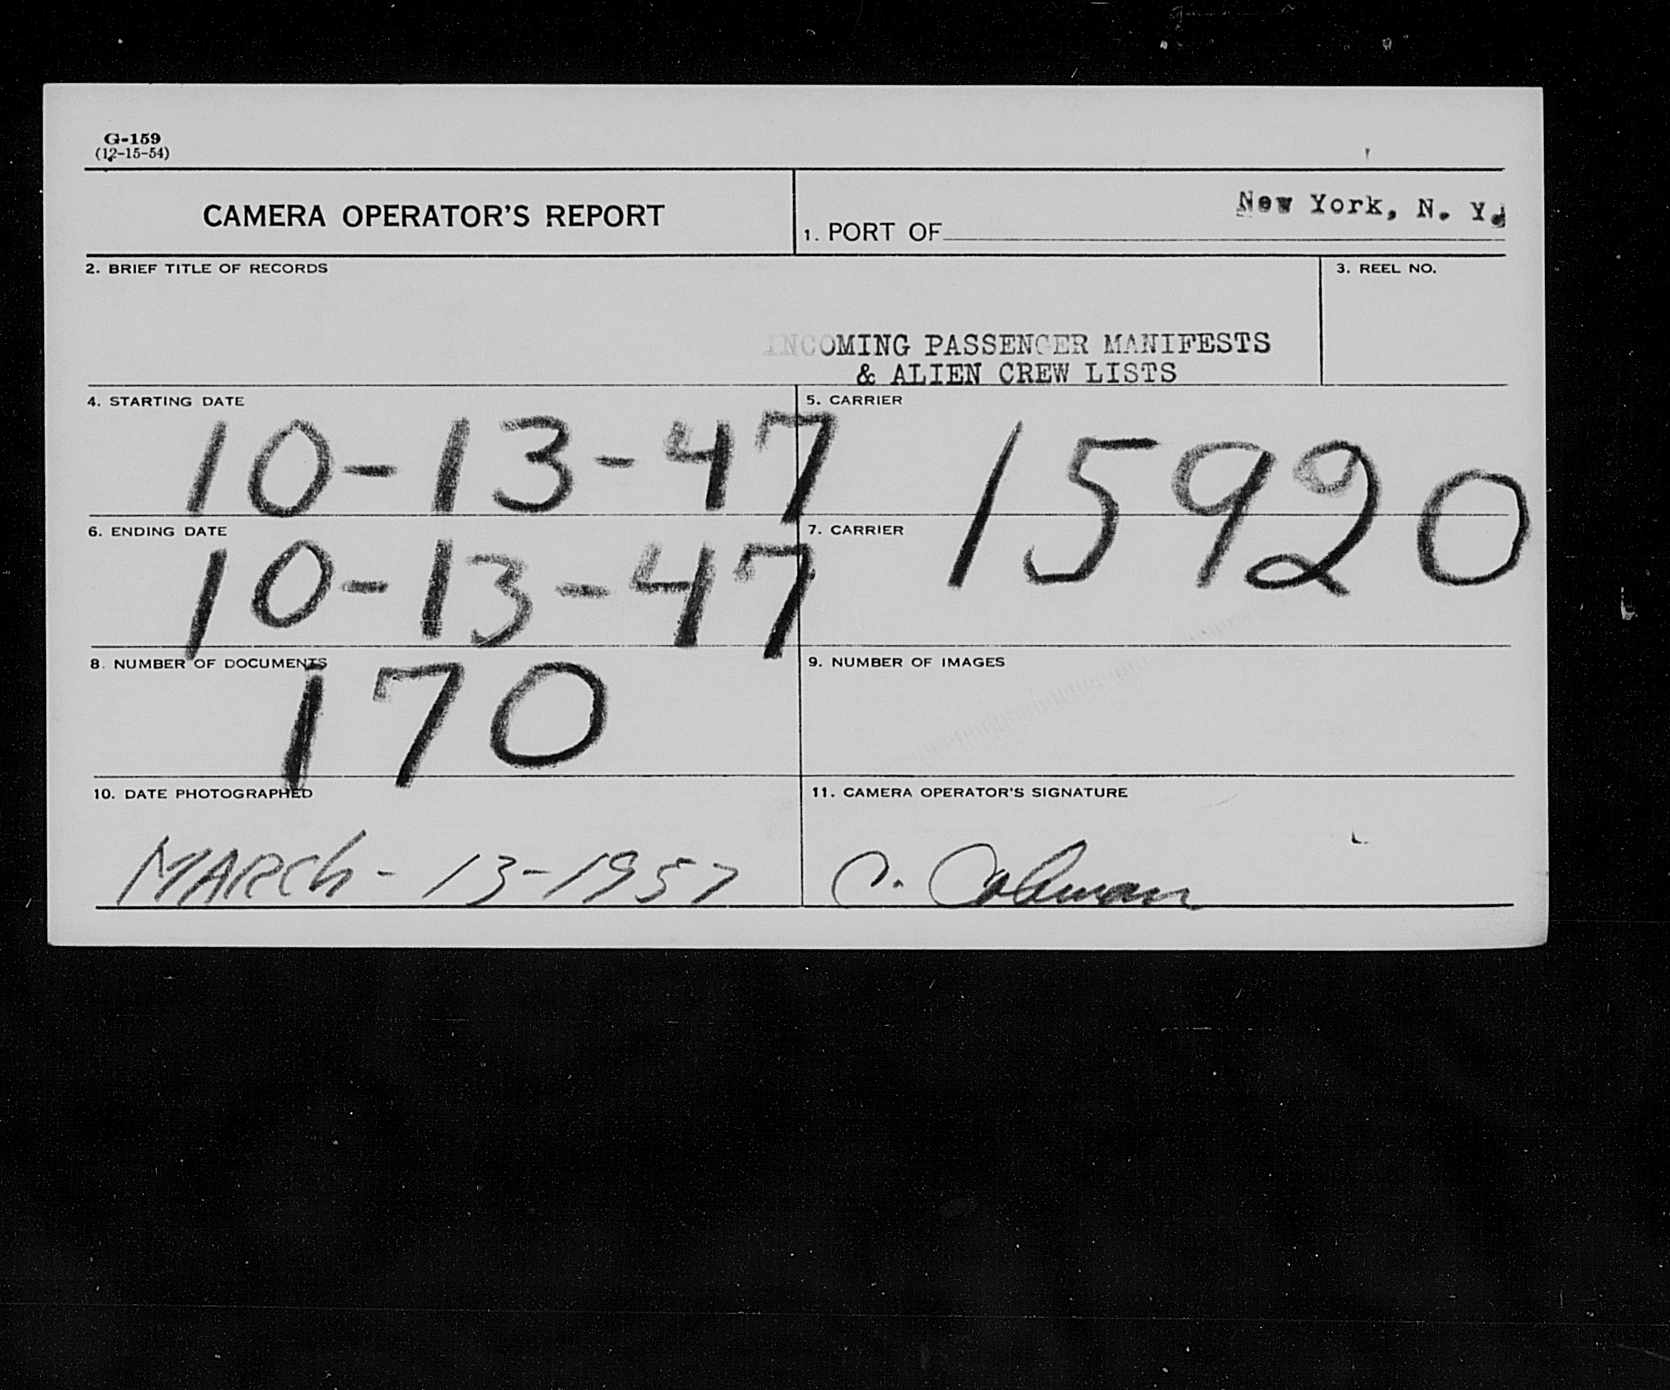 G-159
(12-15-54)
CAMERA OPERATOR'S REPORT
1. PORT OF New York, N. Y.
2. BRIEF TITLE OF RECORDS
3. REEL NO.
INCOMING PASSENGER MANIFESTS
& ALIEN CREW LISTS
4. STARTING DATE
10-13-47
5. CARRIER
15920
6. ENDING DATE
10-13-47
7. CARRIER
8. NUMBER OF DOCUMENTS
170
9. NUMBER OF IMAGES
10. DATE PHOTOGRAPHED
MARCh - 13-1957
11. CAMERA OPERATOR'S SIGNATURE
C. Colman